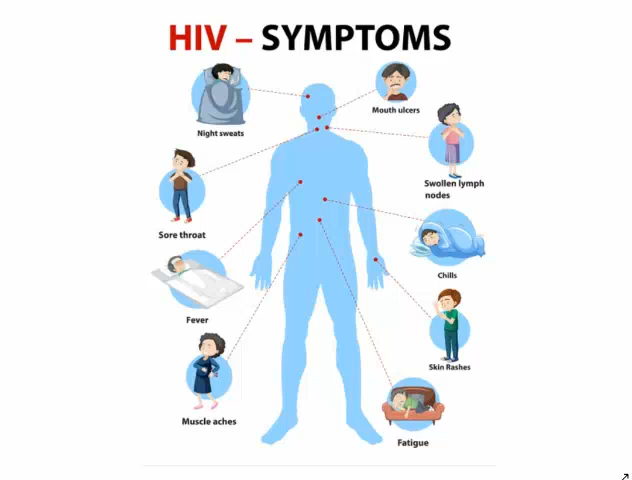 HIV – SYMPTOMS
Night sweats
Mouth ulcers
Swollen lymph
nodes
Sore throat
Chills
Fever
Skin Rashes
Muscle aches
Fatigue